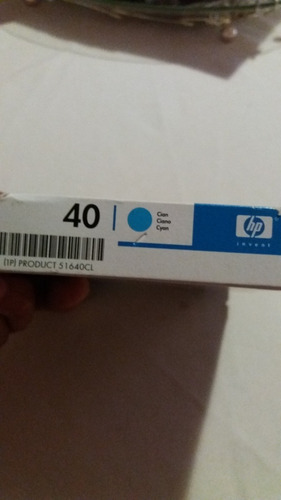 40
Cian
Ciano
Cyan
hp
invent
[1P] PRODUCT 51640CL